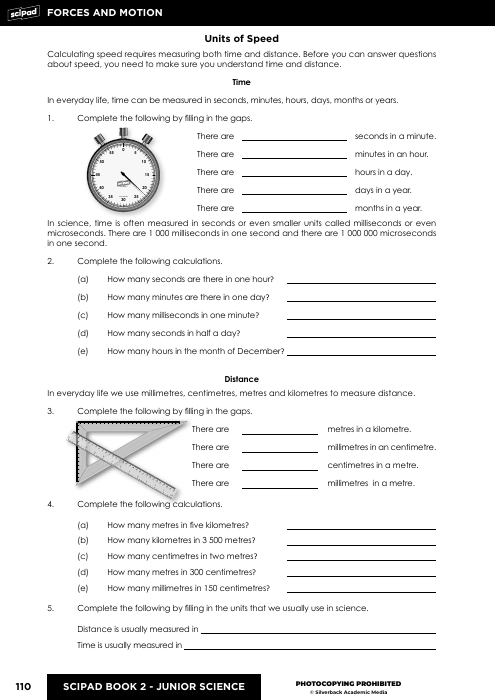 scipad FORCES AND MOTION
Units of Speed
Calculating speed requires measuring both time and distance. Before you can answer questions
about speed, you need to make sure you understand time and distance.
Time
In everyday life, time can be measured in seconds, minutes, hours, days, months or years.
1. Complete the following by filling in the gaps.
There are ____ seconds in a minute.
There are ____ minutes in an hour.
There are ____ hours in a day.
There are ____ days in a year.
There are ____ months in a year.
In science, time is often measured in seconds or even smaller units called milliseconds or even
microseconds. There are 1 000 milliseconds in one second and there are 1 000 000 microseconds
in one second.
2. Complete the following calculations.
(a) How many seconds are there in one hour?
(b) How many minutes are there in one day?
(c) How many milliseconds in one minute?
(d) How many seconds in half a day?
(e) How many hours in the month of December?
Distance
In everyday life we use millimetres, centimetres, metres and kilometres to measure distance.
3. Complete the following by filling in the gaps.
There are ____ metres in a kilometre.
There are ____ millimetres in an centimetre.
There are ____ centimetres in a metre.
There are ____ millimetres in a metre.
4. Complete the following calculations.
(a) How many metres in five kilometres?
(b) How many kilometres in 3 500 metres?
(c) How many centimetres in two metres?
(d) How many metres in 300 centimetres?
(e) How many millimetres in 150 centimetres?
5. Complete the following by filling in the units that we usually use in science.
Distance is usually measured in
Time is usually measured in
110 SCIPAD BOOK 2 - JUNIOR SCIENCE
PHOTOCOPYING PROHIBITED
© Silverback Academic Media